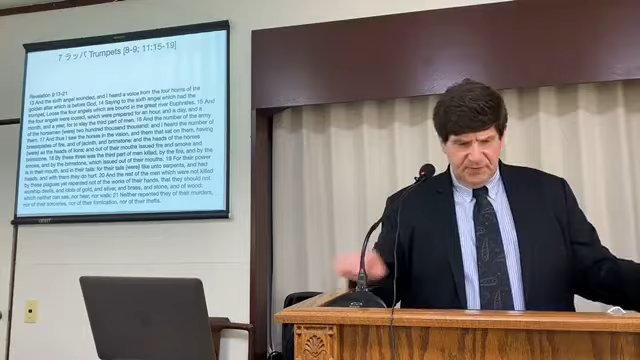 7 ラッパ Trumpets [8-9; 11:15-19]
Revelation 9:13-21
13 And the sixth angel sounded, and I heard a voice from the four horns of the
golden altar which is before God, 14 Saying to the sixth angel which had the
trumpet, Loose the four angels which are bound in the great river Euphrates. 15 And
the four angels were loosed, which were prepared for an hour, and a day, and a
month, and a year, for to slay the third part of men. 16 And the number of the army
of the horsemen (were) two hundred thousand thousand: and I heard the number of
them. 17 And thus I saw the horses in the vision, and them that sat on them, having
breastplates of fire, and of jacinth, and brimstone: and the heads of the horses
(were) as the heads of lions; and out of their mouths issued fire and smoke and
brimstone. 18 By these three was the third part of men killed, by the fire, and by the
smoke, and by the brimstone, which issued out of their mouths. 19 For their power
is in their mouth, and in their tails: for their tails (were) like unto serpents, and had
heads, and with them they do hurt. 20 And the rest of the men which were not killed
by these plagues yet repented not of the works of their hands, that they should not
worship devils, and idols of gold, and silver, and brass, and stone, and of wood:
which neither can see, nor hear, nor walk: 21 Neither repented they of their murders,
nor of their sorceries, nor of their fornication, nor of their thefts.